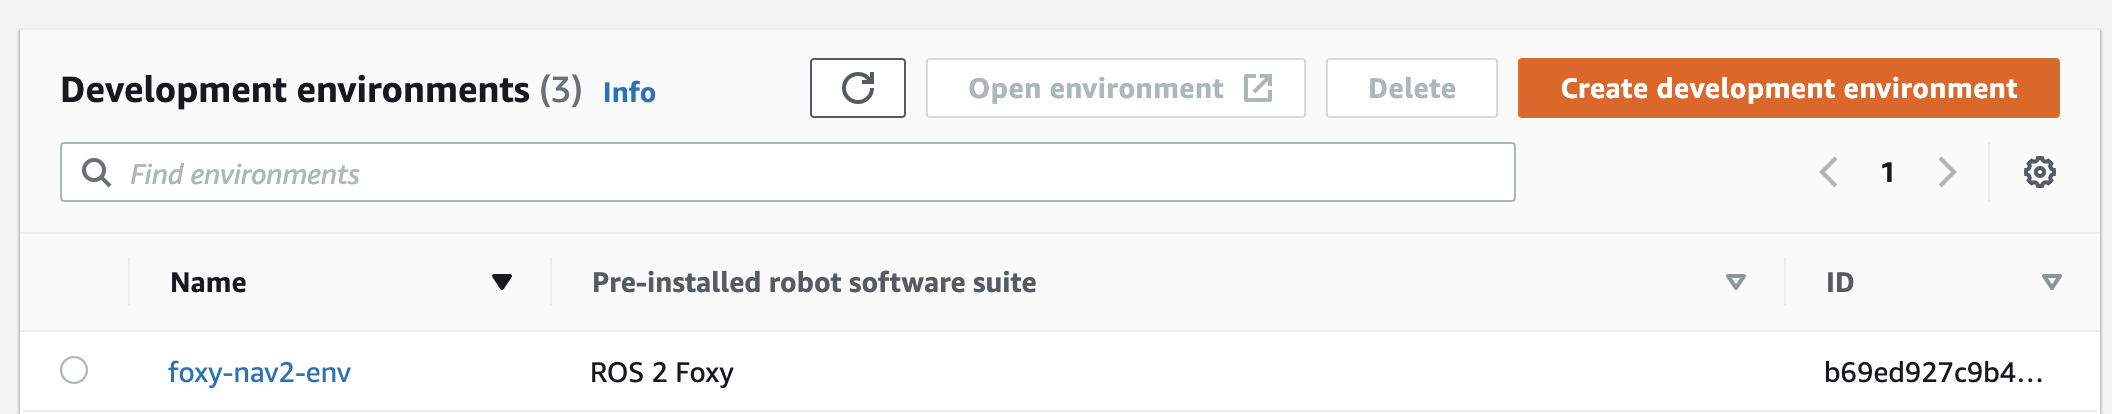 Development environments (3) Info Open environment Delete Create development environment
Find environments 1
Name Pre-installed robot software suite ID
foxy-nav2-env ROS 2 Foxy b69ed927c9b4...